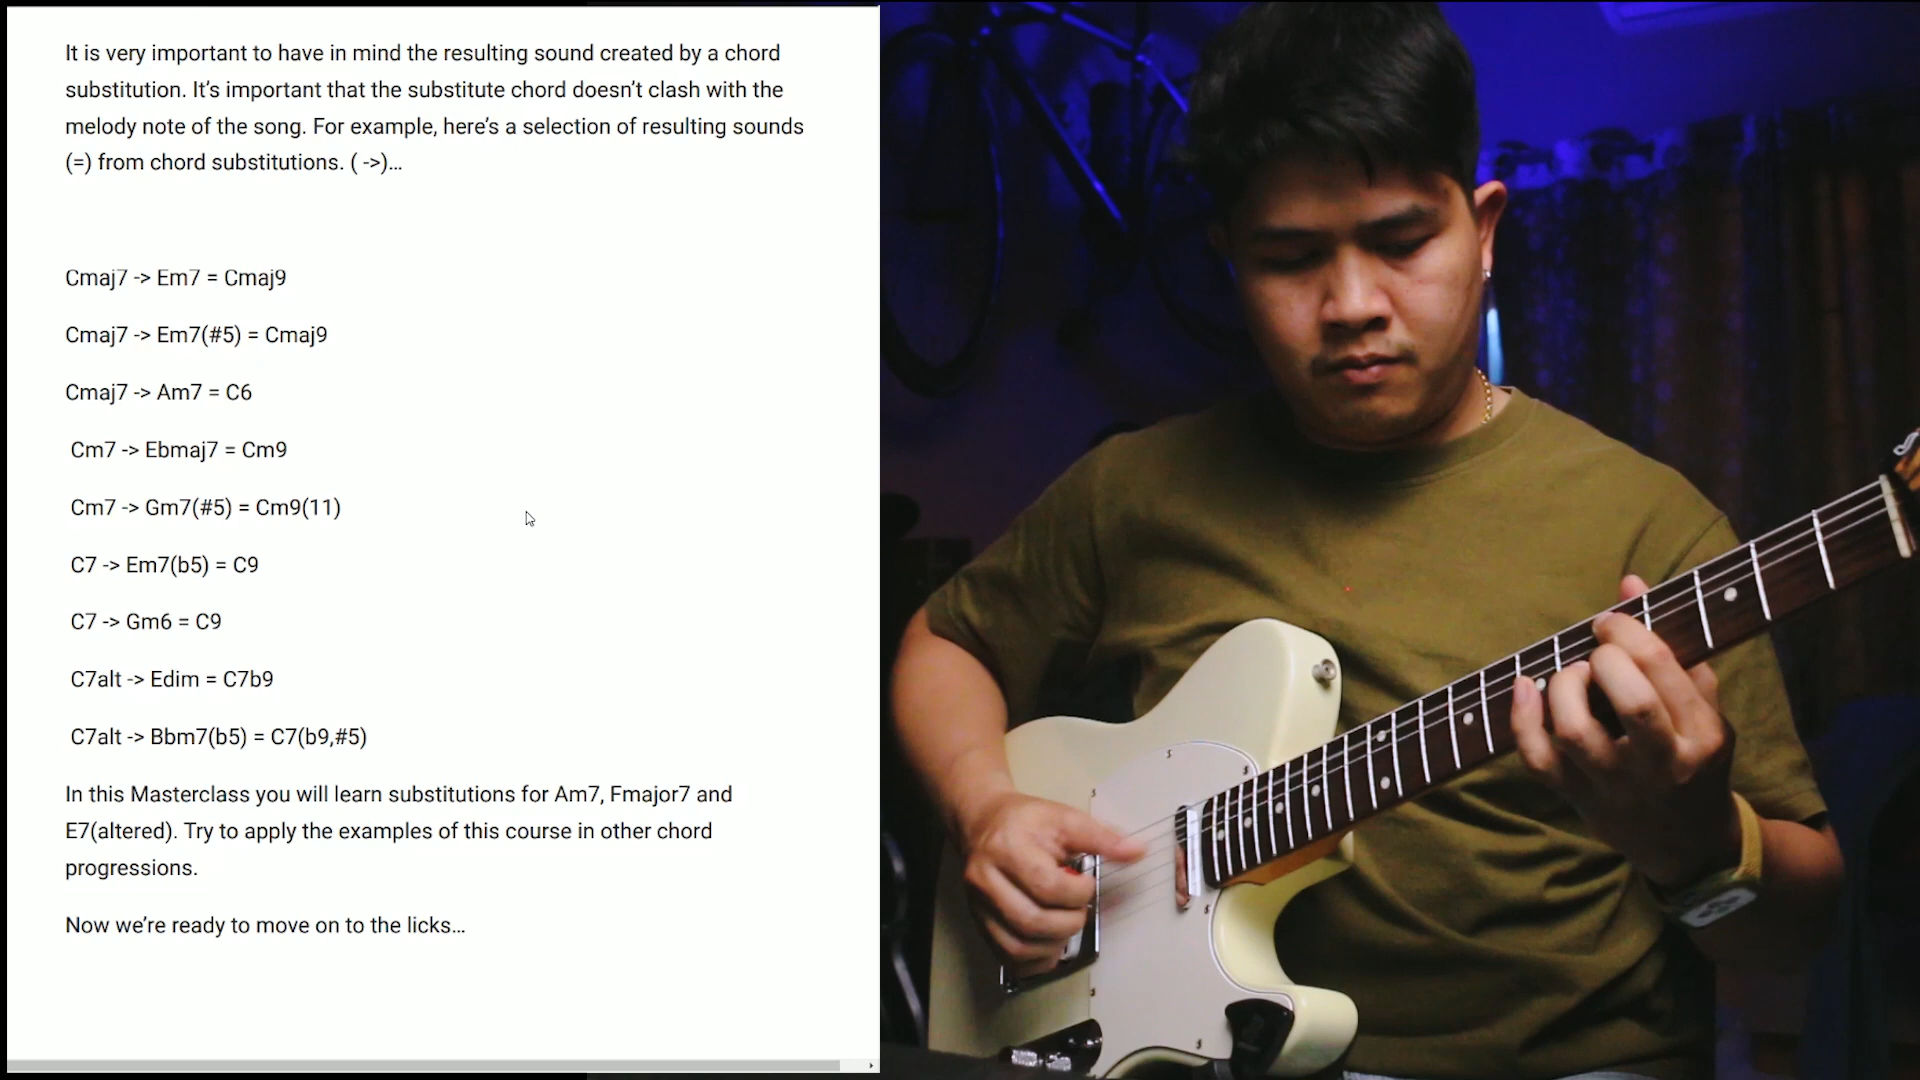 It is very important to have in mind the resulting sound created by a chord
substitution. It’s important that the substitute chord doesn’t clash with the
melody note of the song. For example, here’s a selection of resulting sounds
(=) from chord substitutions. ( ->)...
Cmaj7 -> Em7 = Cmaj9
Cmaj7 -> Em7(#5) = Cmaj9
Cmaj7 -> Am7 = C6
Cm7 -> Ebmaj7 = Cm9
Cm7 -> Gm7(#5) = Cm9(11)
C7 -> Em7(b5) = C9
C7 -> Gm6 = C9
C7alt -> Edim = C7b9
C7alt -> Bbm7(b5) = C7(b9,#5)
In this Masterclass you will learn substitutions for Am7, Fmajor7 and
E7(altered). Try to apply the examples of this course in other chord
progressions.
Now we’re ready to move on to the licks...